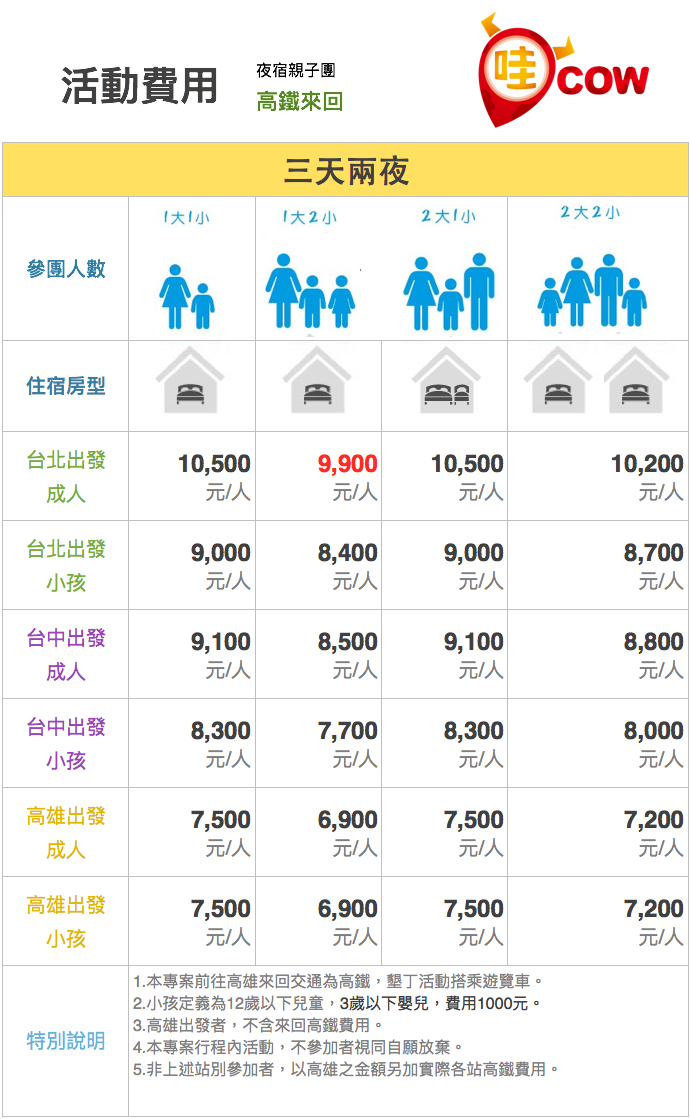 活動費用
夜宿親子團
高鐵來回
哇COW
三天兩夜
參團人數 1大1小 1大2小 2大1小 2大2小
住宿房型
台北出發 10,500 9,900 10,500 10,200
成人 元/人 元/人 元/人 元/人
台北出發 9,000 8,400 9,000 8,700
小孩 元/人 元/人 元/人 元/人
台中出發 9,100 8,500 9,100 8,800
成人 元/人 元/人 元/人 元/人
台中出發 8,300 7,700 8,300 8,000
小孩 元/人 元/人 元/人 元/人
高雄出發 7,500 6,900 7,500 7,200
成人 元/人 元/人 元/人 元/人
高雄出發 7,500 6,900 7,500 7,200
小孩 元/人 元/人 元/人 元/人
特別說明
1.本專案前往高雄來回交通為高鐵，墾丁活動搭乘遊覽車。
2.小孩定義為12歲以下兒童，3歲以下嬰兒，費用1000元。
3.高雄出發者，不含來回高鐵費用。
4.本專案行程內活動，不參加者視同自願放棄。
5.非上述站別參加者，以高雄之金額另加實際各站高鐵費用。